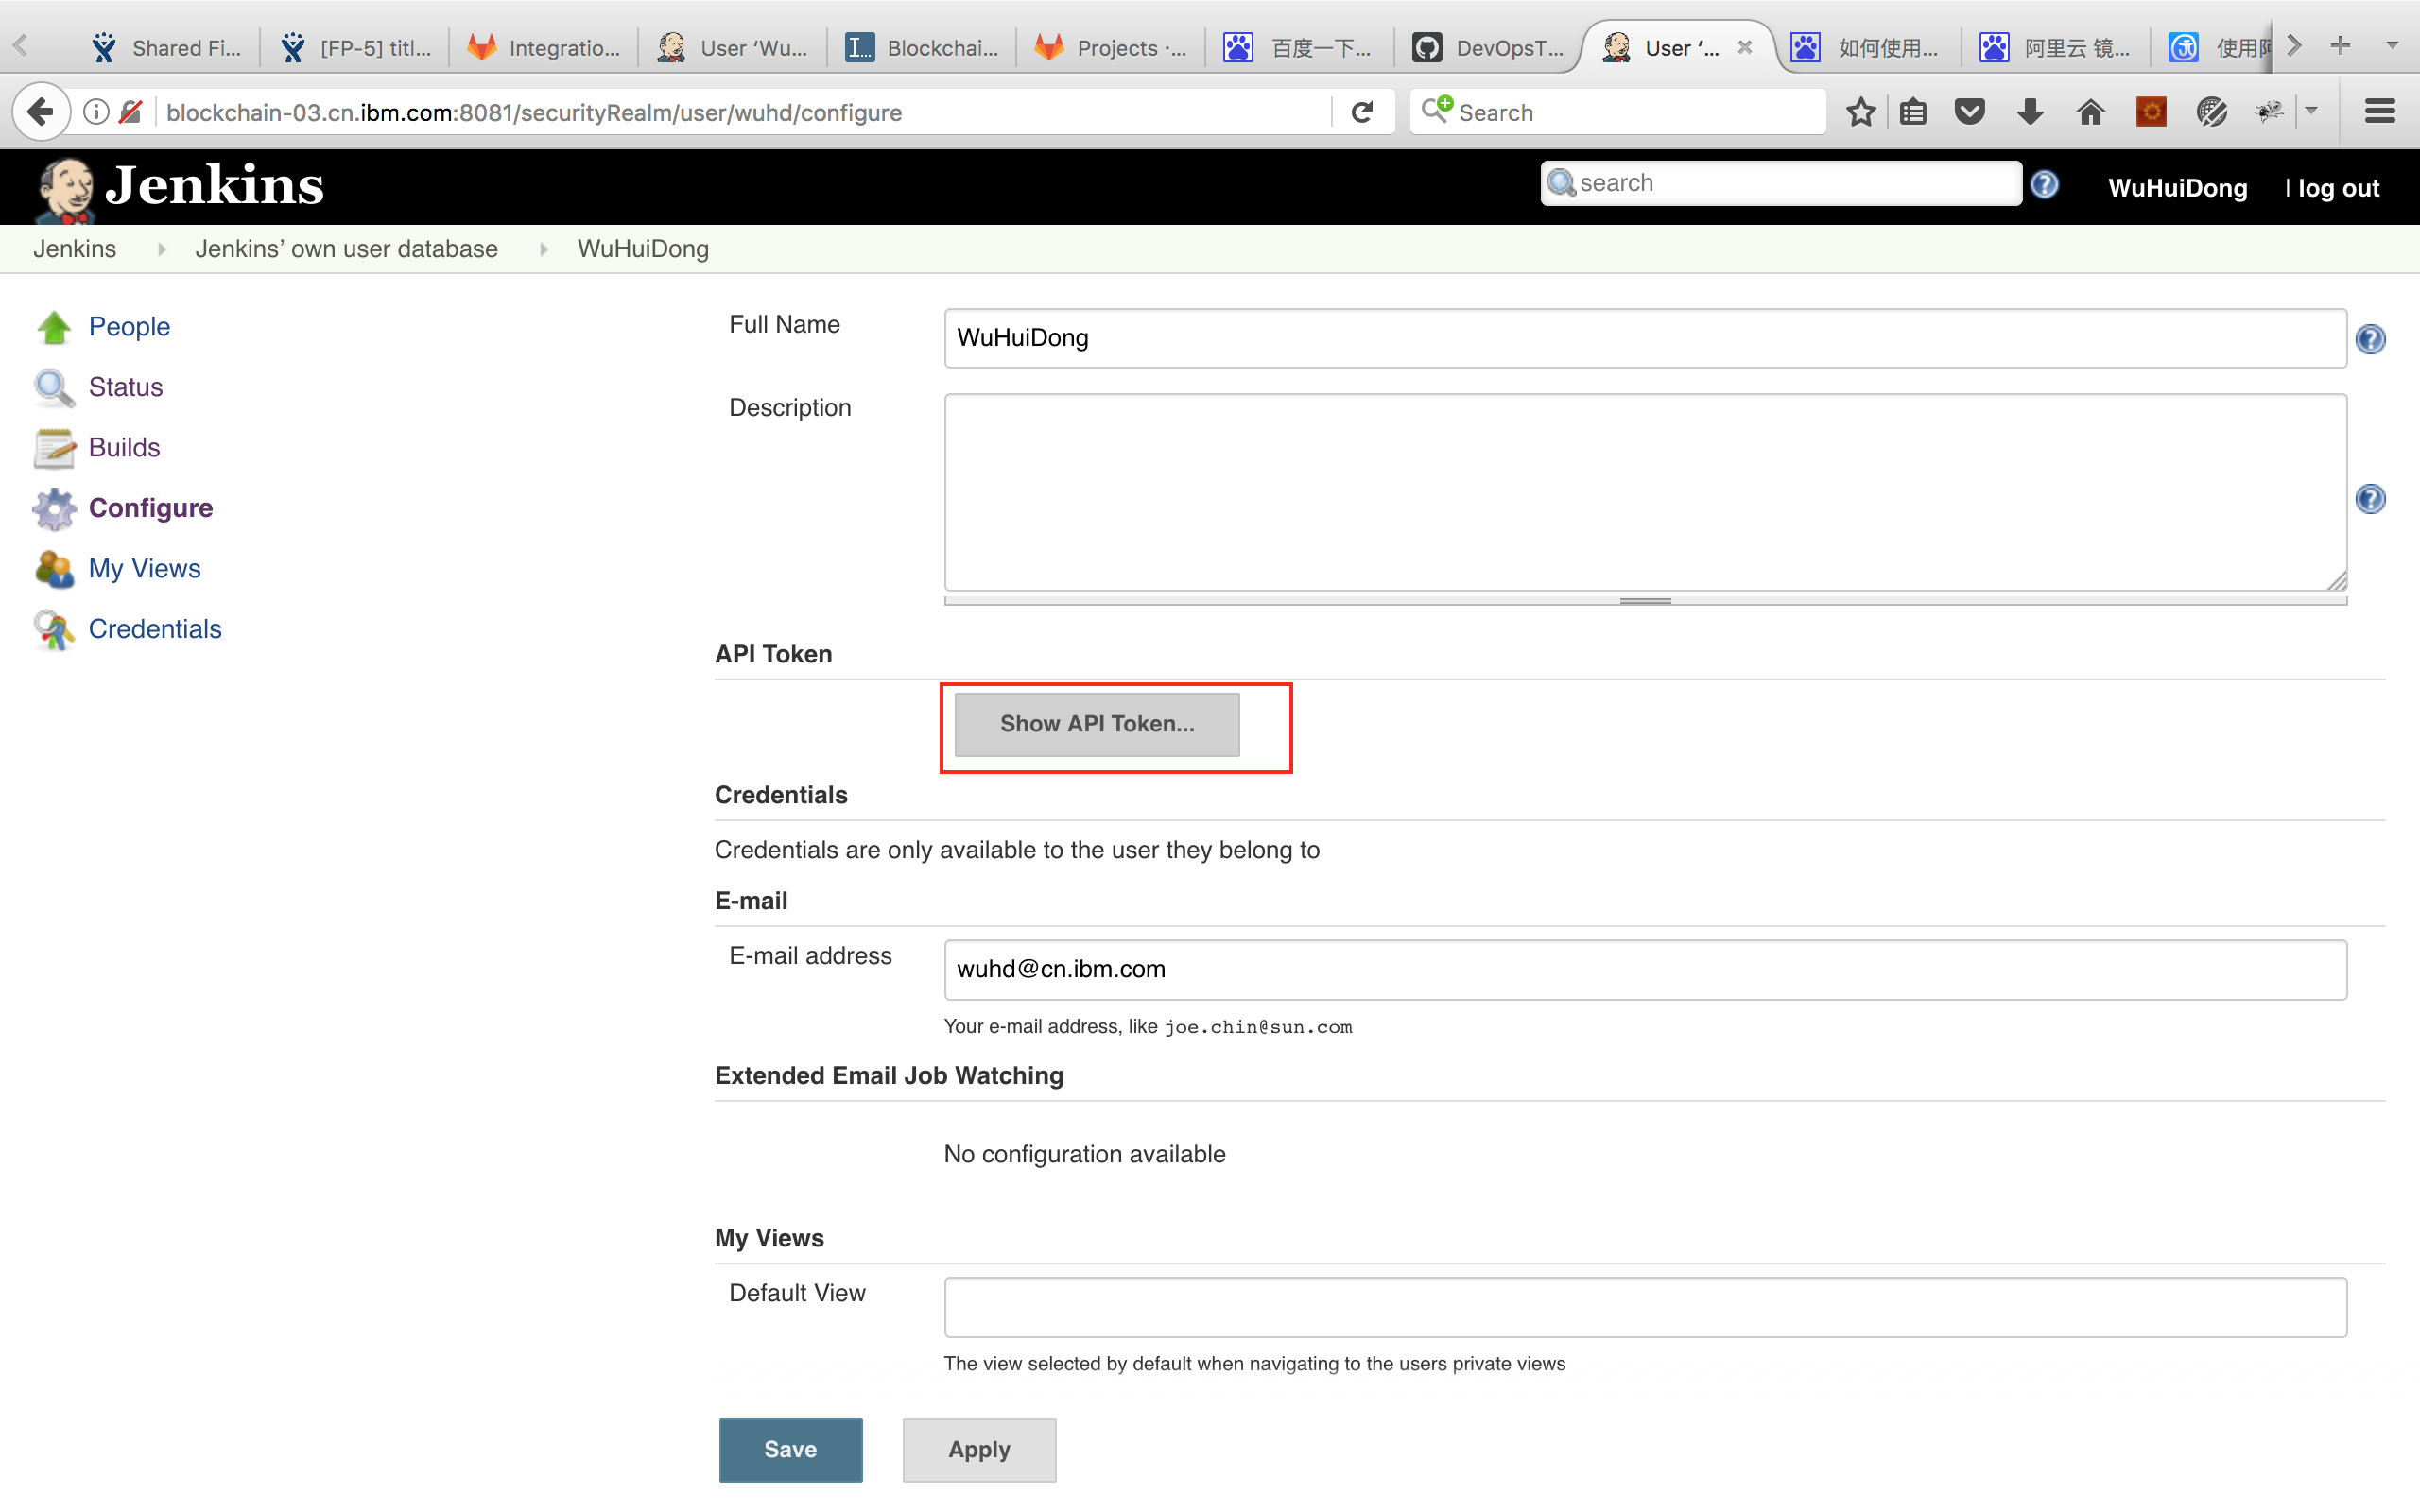 Shared Fi...
[FP-5] titl...
Integratio...
User ‘Wu...
I... Blockchai...
Projects ·...
百度一下...
DevOpsT...
User ‘...
如何使用...
阿里云 镜...
使用阿
blockchain-03.cn.ibm.com:8081/securityRealm/user/wuhd/configure
Search
Jenkins
search
WuHuiDong
| log out
Jenkins
Jenkins’ own user database
WuHuiDong
People
Status
Builds
Configure
My Views
Credentials
Full Name
WuHuiDong
Description
API Token
Show API Token...
Credentials
Credentials are only available to the user they belong to
E-mail
E-mail address
wuhd@cn.ibm.com
Your e-mail address, like joe.chin@sun.com
Extended Email Job Watching
No configuration available
My Views
Default View
The view selected by default when navigating to the users private views
Save
Apply